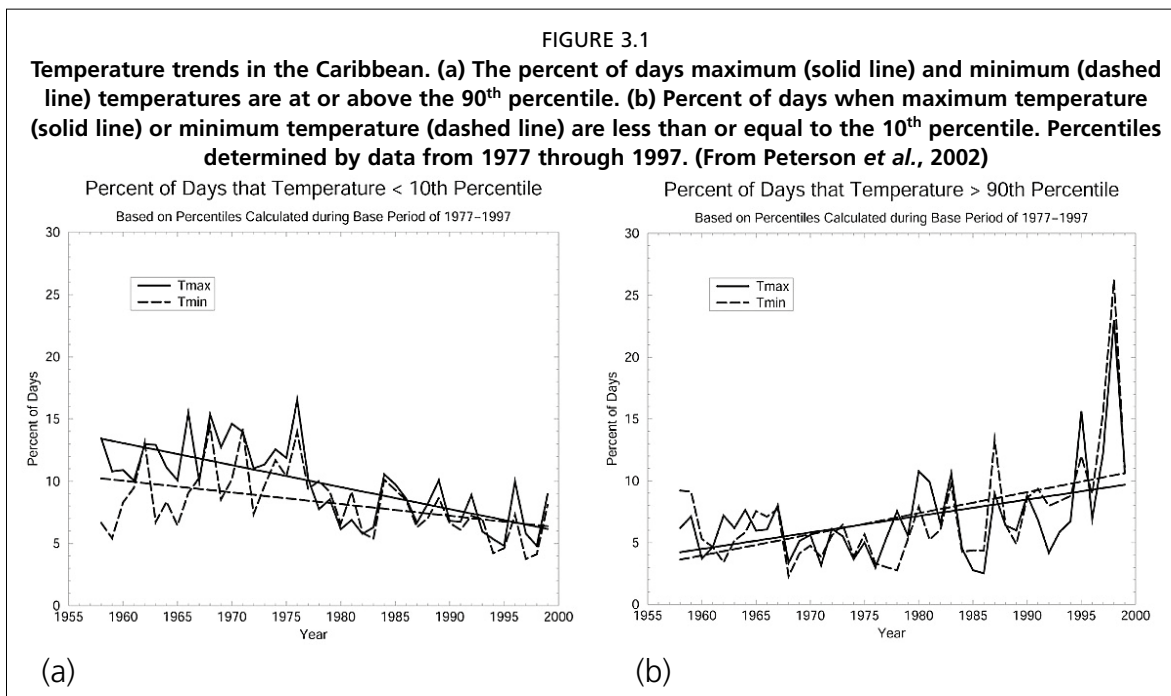 FIGURE 3.1
Temperature trends in the Caribbean. (a) The percent of days maximum (solid line) and minimum (dashed
line) temperatures are at or above the 90th percentile. (b) Percent of days when maximum temperature
(solid line) or minimum temperature (dashed line) are less than or equal to the 10th percentile. Percentiles
determined by data from 1977 through 1997. (From Peterson et al., 2002)
Percent of Days that Temperature < 10th Percentile
Based on Percentiles Calculated during Base Period of 1977-1997
30
25
20
15
10
5
0
Percent of Days
Tmax
Tmin
1955 1960 1965 1970 1975 1980 1985 1990 1995 2000
Year
(a)
Percent of Days that Temperature > 90th Percentile
Based on Percentiles Calculated during Base Period of 1977-1997
30
25
20
15
10
5
0
Percent of Days
Tmax
Tmin
1955 1960 1965 1970 1975 1980 1985 1990 1995 2000
Year
(b)